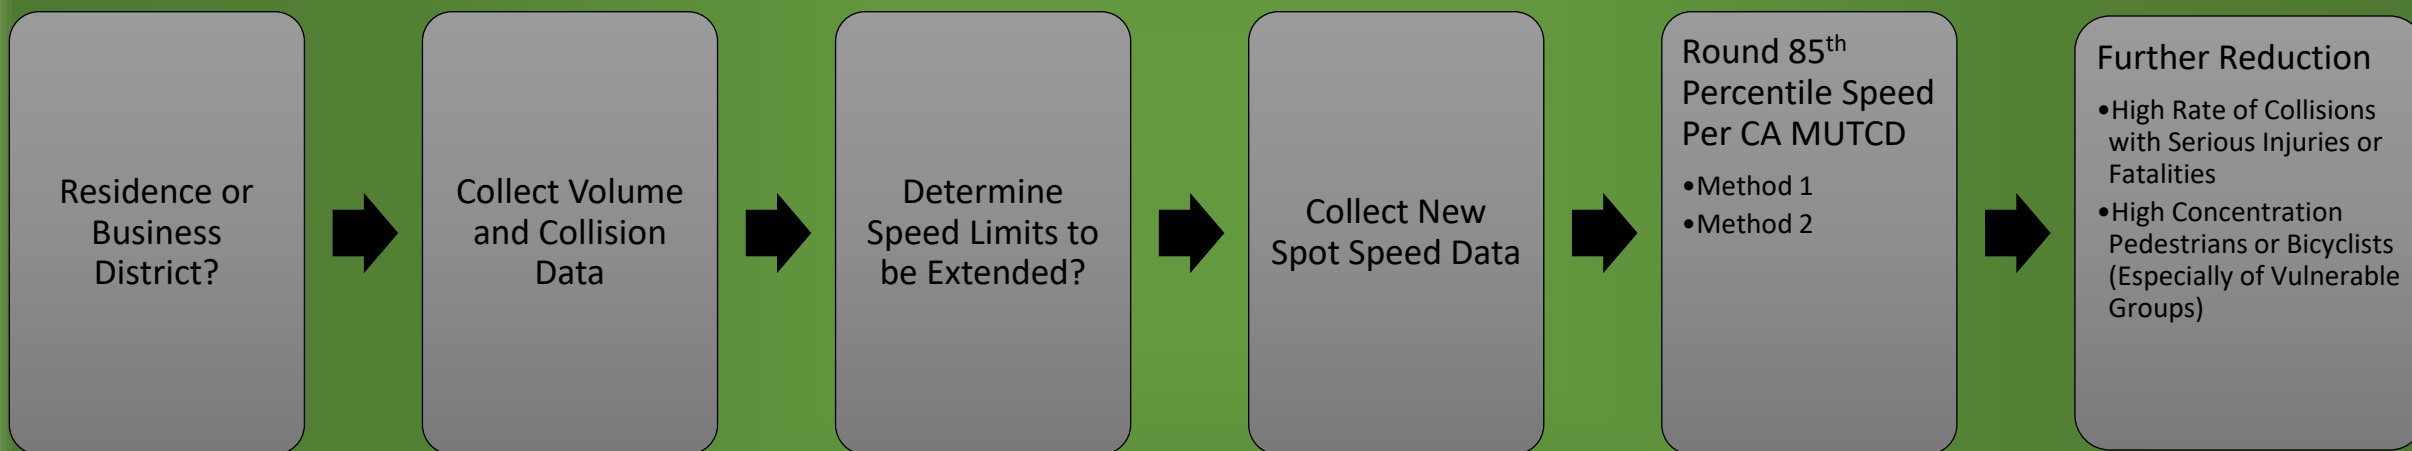 Residence or
Business
District?
Collect Volume
and Collision
Data
Determine
Speed Limits to
be Extended?
Collect New
Spot Speed Data
Round 85th
Percentile Speed
Per CA MUTCD
•Method 1
•Method 2
Further Reduction
•High Rate of Collisions
with Serious Injuries or
Fatalities
•High Concentration
Pedestrians or Bicyclists
(Especially of Vulnerable
Groups)